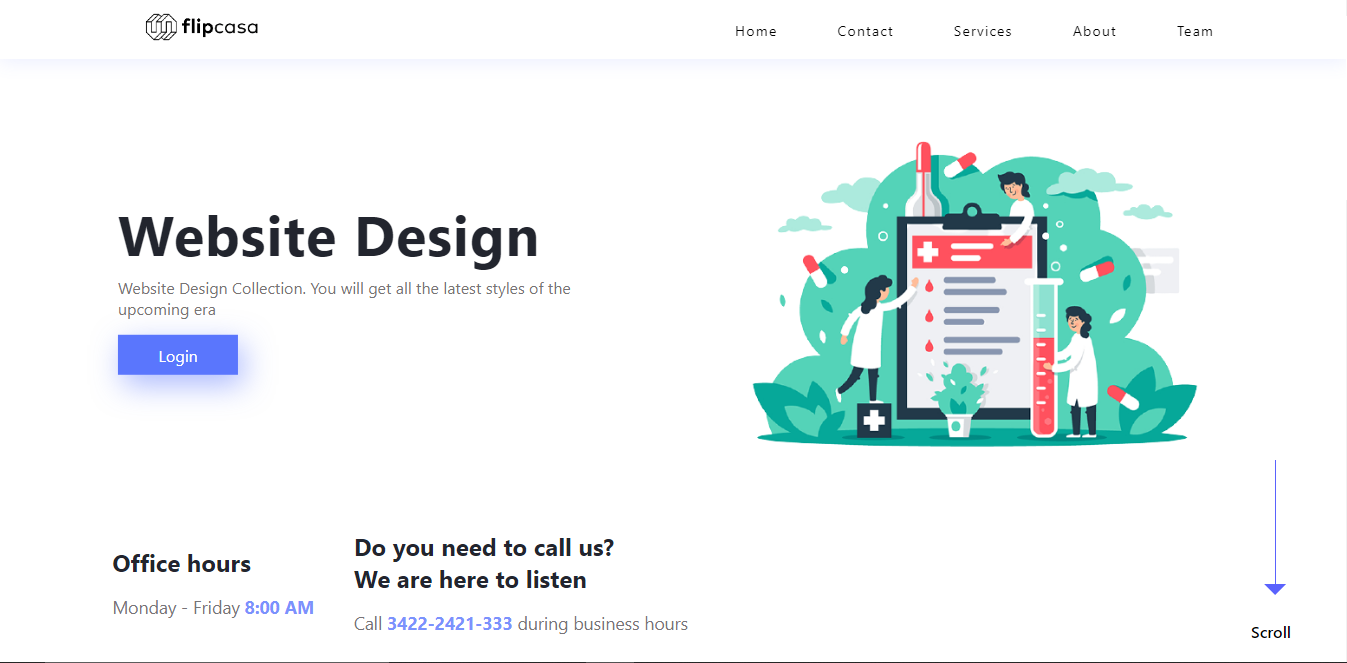 flipcasa
Home Contact Services About Team
Website Design
Website Design Collection. You will get all the latest styles of the
upcoming era
Login
Office hours
Monday - Friday 8:00 AM
Do you need to call us?
We are here to listen
Call 3422-2421-333 during business hours
Scroll